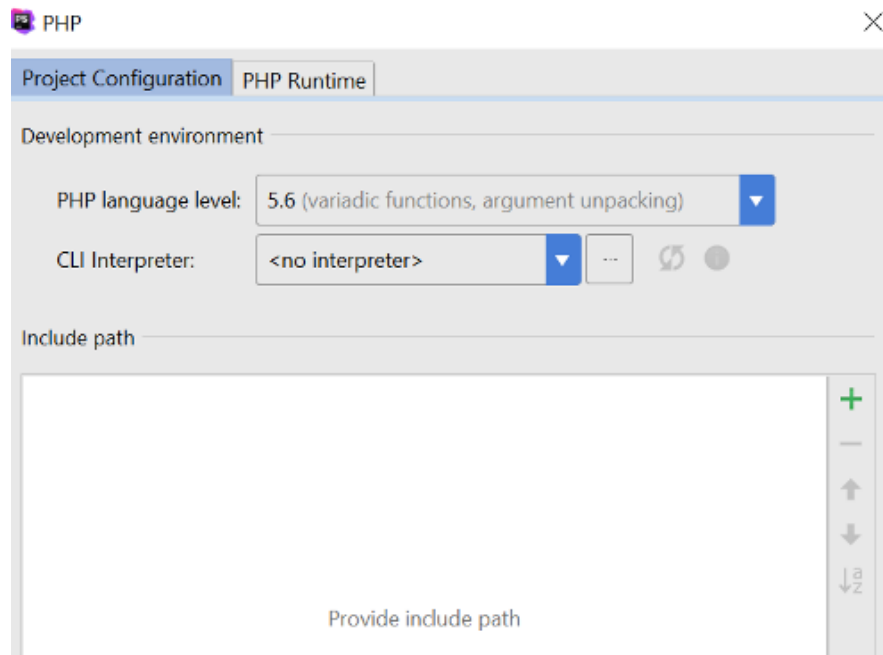 PHP
Project Configuration PHP Runtime
Development environment
PHP language level: 5.6 (variadic functions, argument unpacking)
CLI Interpreter: <no interpreter> ...
Include path
Provide include path